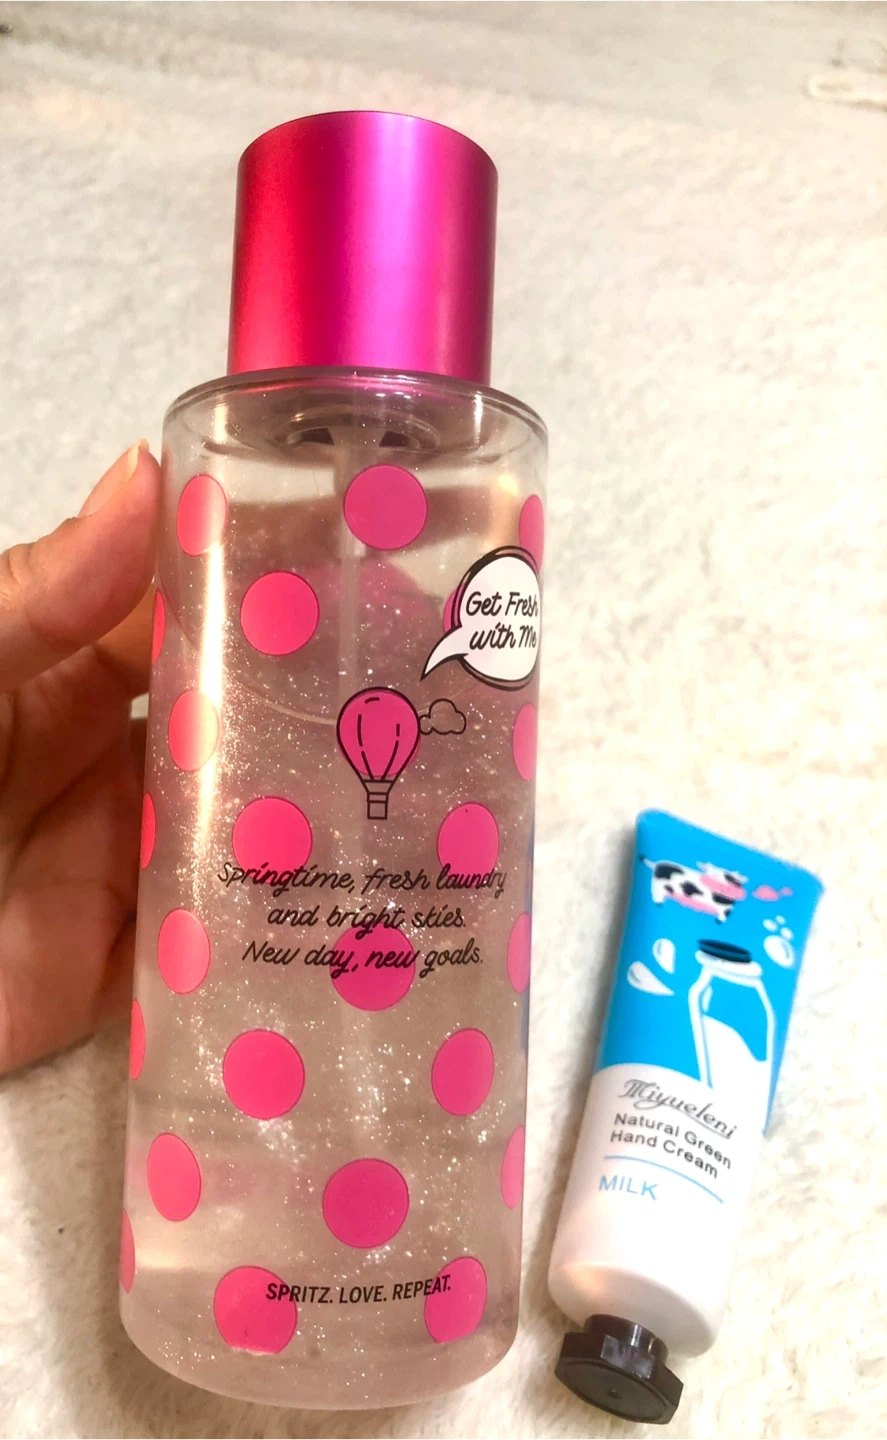 Get Fresh
with Me
Springtime, fresh laundry
and bright skies.
New day, new goals.
SPRITZ. LOVE. REPEAT.
Miyueleni
Natural Green
Hand Cream
MILK